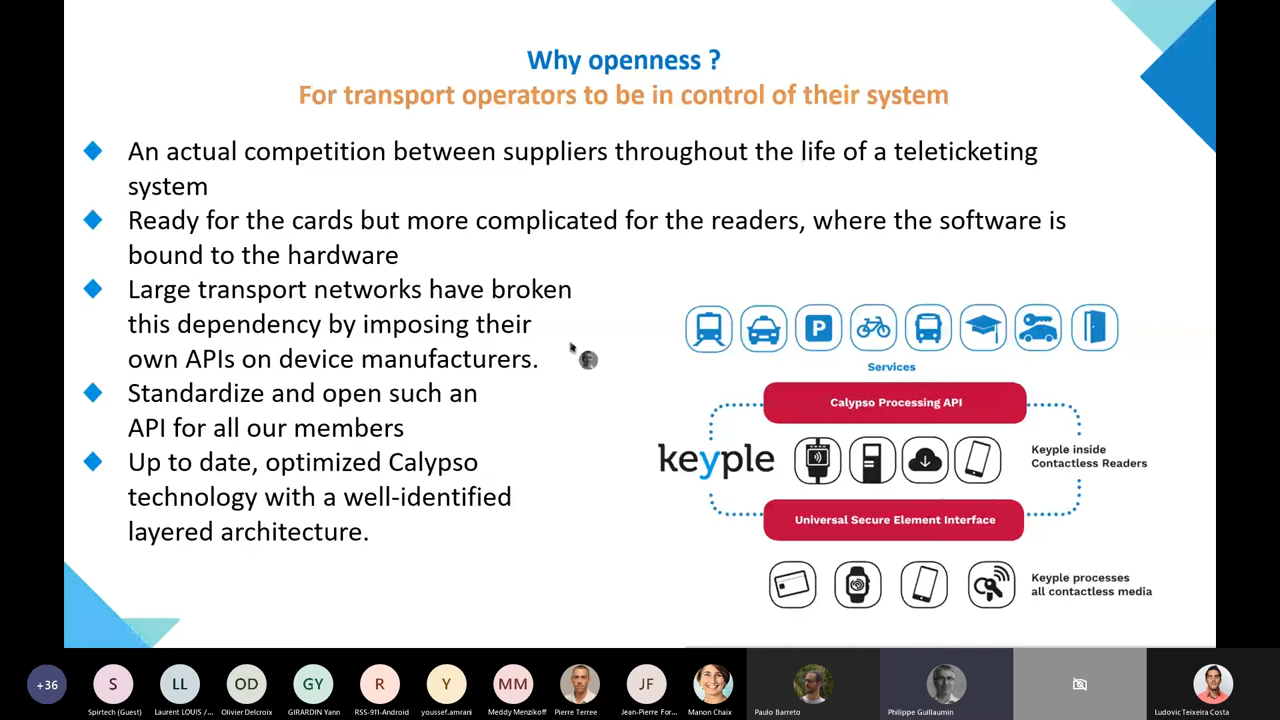 Why openness ?
For transport operators to be in control of their system
An actual competition between suppliers throughout the life of a teleticketing
system
Ready for the cards but more complicated for the readers, where the software is
bound to the hardware
Large transport networks have broken
this dependency by imposing their
own APIs on device manufacturers.
Standardize and open such an
API for all our members
Up to date, optimized Calypso
technology with a well-identified
layered architecture.
P
Services
Calypso Processing API
keyple
Keyple inside
Contactless Readers
Universal Secure Element Interface
Keyple processes
all contactless media
+36
S
LL
OD
GY
R
Y
MM
JF
Spirtech (Guest)
Laurent LOUIS /...
Olivier Delcroix
GIRARDIN Yann
RSS-911-Android
youssef.amrani
Meddy Menzikoff
Pierre Terree
Jean-Pierre For...
Manon Chaix
Paulo Barreto
Philippe Guillaumin
Ludovic Teixeira Costa